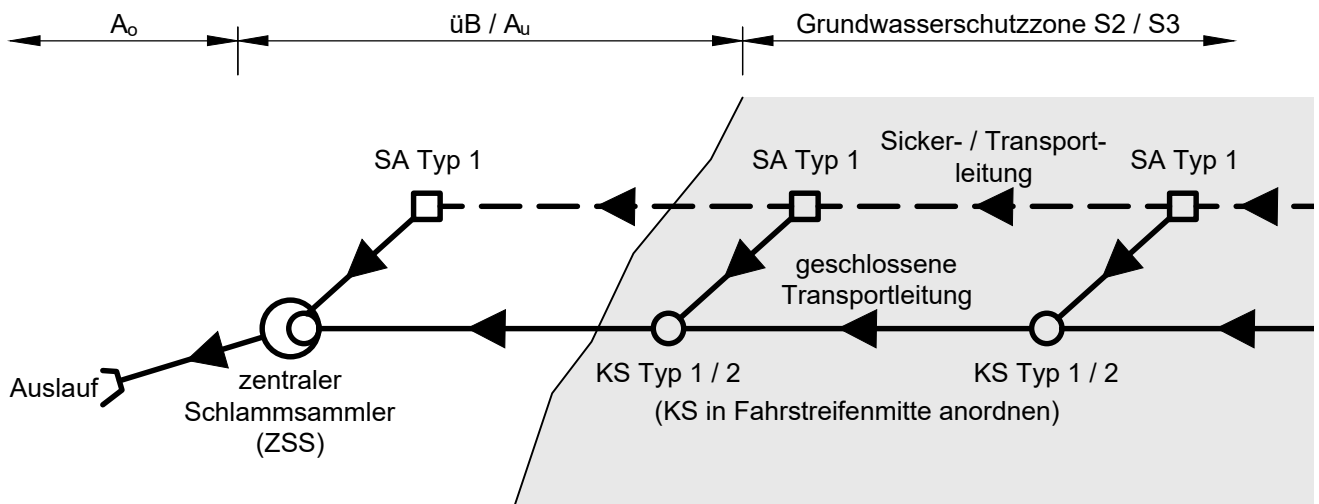 Aₒ
üB / Aᵤ
Grundwasserschutzzone S2 / S3
SA Typ 1
SA Typ 1
Sicker- / Transport-
leitung
SA Typ 1
geschlossene
Transportleitung
Auslauf
zentraler
Schlammsammler
(ZSS)
KS Typ 1 / 2
KS Typ 1 / 2
(KS in Fahrstreifenmitte anordnen)